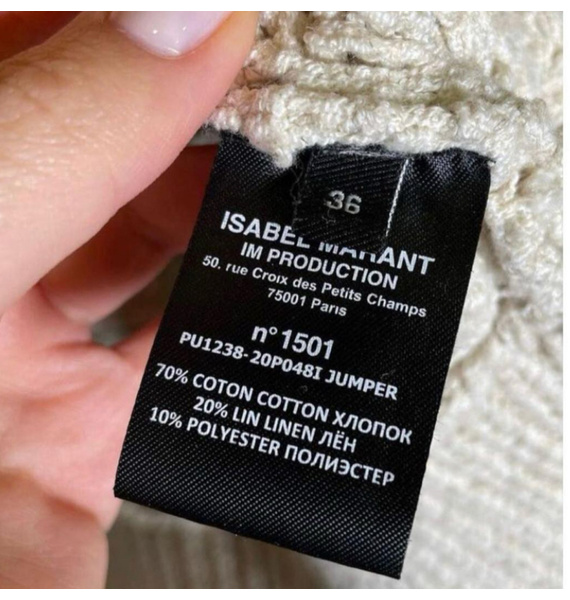 36
ISABEL MARANT
IM PRODUCTION
50. rue Croix des Petits Champs
75001 Paris
n° 1501
PU1238-20P048I JUMPER
70% COTON COTTON ХЛОПОК
20% LIN LINEN ЛЁН
10% POLYESTER ПОЛИЭСТЕР